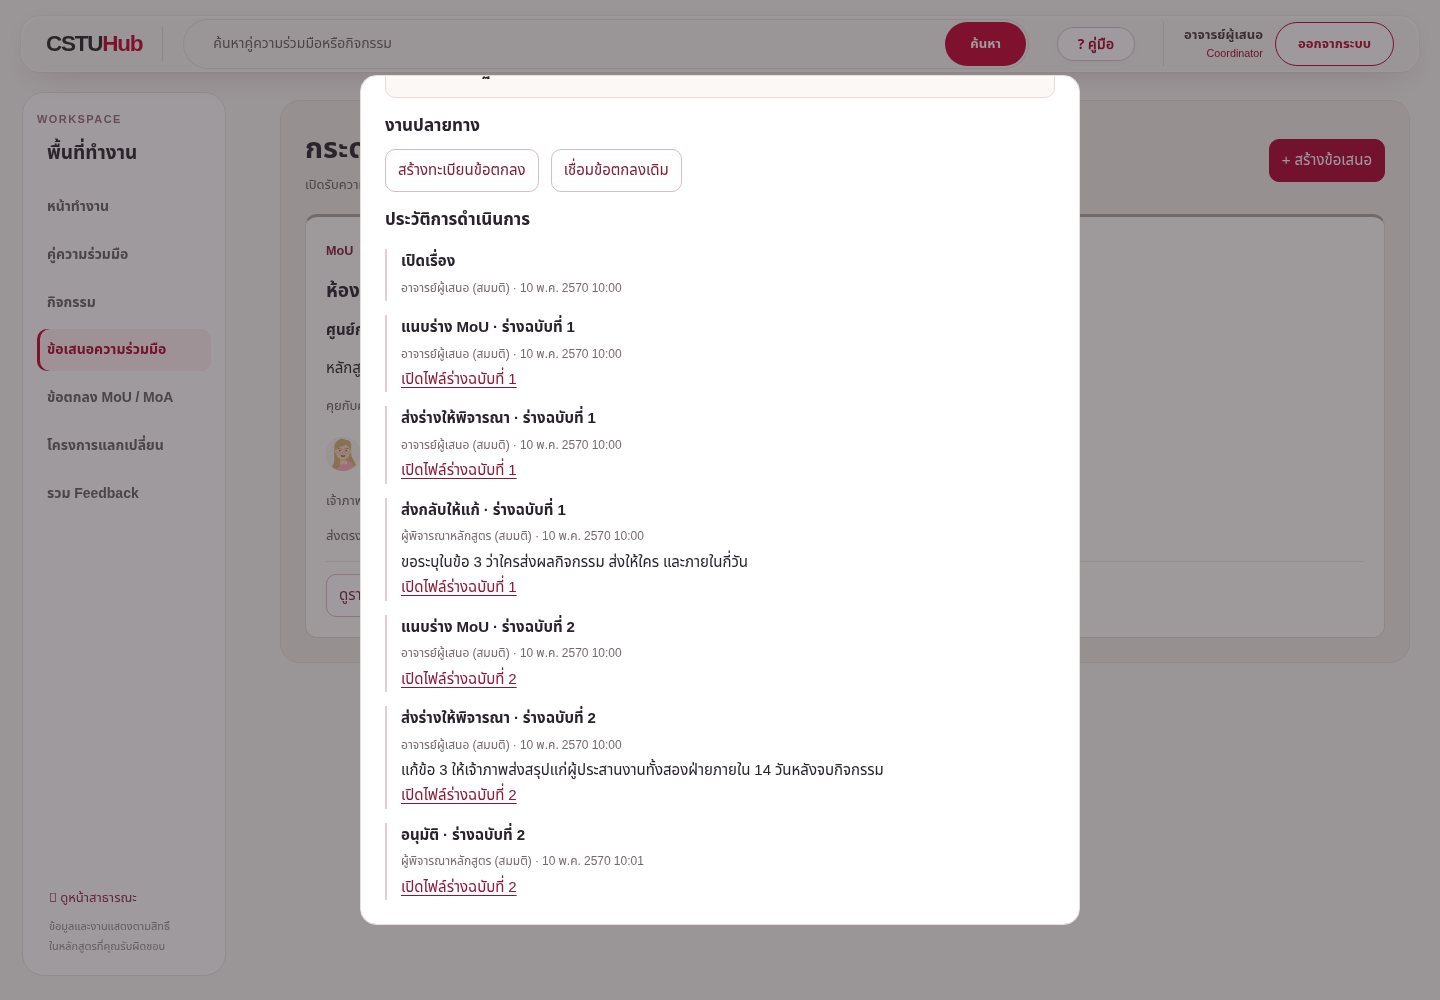 CSTUHub
ค้นหาคู่ความร่วมมือหรือกิจกรรม
ค้นหา
? คู่มือ
อาจารย์ผู้เสนอ
Coordinator
ออกจากระบบ
WORKSPACE
พื้นที่ทำงาน
หน้าทำงาน
คู่ความร่วมมือ
กิจกรรม
ข้อเสนอความร่วมมือ
ข้อตกลง MoU / MoA
โครงการแลกเปลี่ยน
รวม Feedback
ดูหน้าสาธารณะ
ข้อมูลและงานแสดงตามสิทธิ์
ในหลักสูตรที่คุณรับผิดชอบ
+ สร้างข้อเสนอ
MoU
ห้อง
งานปลายทาง
สร้างทะเบียนข้อตกลง
เชื่อมข้อตกลงเดิม
ประวัติการดำเนินการ
เปิดเรื่อง
อาจารย์ผู้เสนอ (สมมติ) · 10 พ.ค. 2570 10:00
แนบร่าง MoU · ร่างฉบับที่ 1
อาจารย์ผู้เสนอ (สมมติ) · 10 พ.ค. 2570 10:00
เปิดไฟล์ร่างฉบับที่ 1
ส่งร่างให้พิจารณา · ร่างฉบับที่ 1
อาจารย์ผู้เสนอ (สมมติ) · 10 พ.ค. 2570 10:00
เปิดไฟล์ร่างฉบับที่ 1
ส่งกลับให้แก้ · ร่างฉบับที่ 1
ผู้พิจารณาหลักสูตร (สมมติ) · 10 พ.ค. 2570 10:00
ขอระบุในข้อ 3 ว่าใครส่งผลกิจกรรม ส่งให้ใคร และภายในกี่วัน
เปิดไฟล์ร่างฉบับที่ 1
แนบร่าง MoU · ร่างฉบับที่ 2
อาจารย์ผู้เสนอ (สมมติ) · 10 พ.ค. 2570 10:00
เปิดไฟล์ร่างฉบับที่ 2
ส่งร่างให้พิจารณา · ร่างฉบับที่ 2
อาจารย์ผู้เสนอ (สมมติ) · 10 พ.ค. 2570 10:00
แก้ข้อ 3 ให้เจ้าภาพส่งสรุปแก่ผู้ประสานงานทั้งสองฝ่ายภายใน 14 วันหลังจบกิจกรรม
เปิดไฟล์ร่างฉบับที่ 2
อนุมัติ · ร่างฉบับที่ 2
ผู้พิจารณาหลักสูตร (สมมติ) · 10 พ.ค. 2570 10:01
เปิดไฟล์ร่างฉบับที่ 2